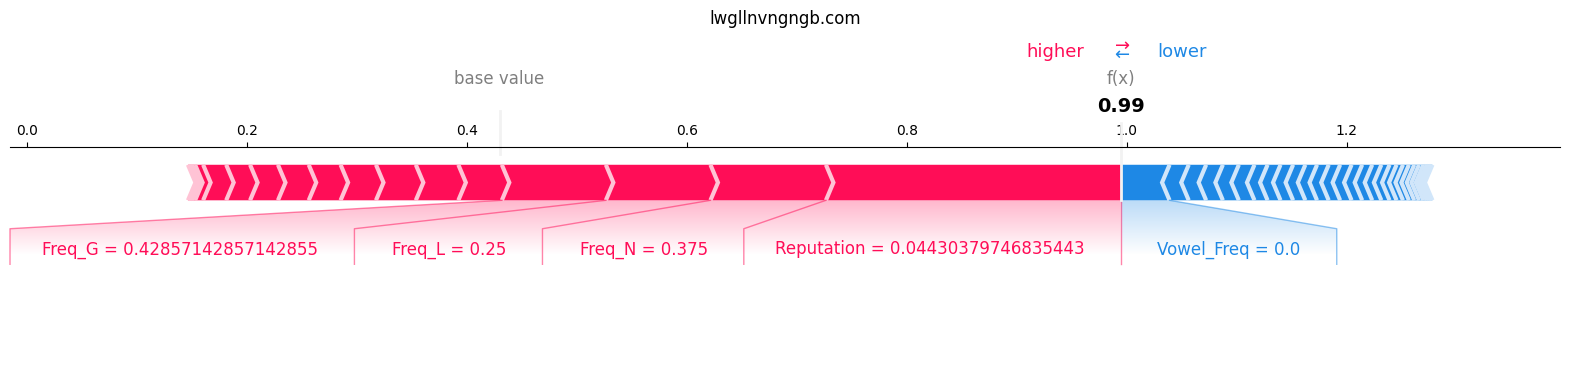 lwgllnvngngb.com
higher → ← lower
base value f(x)
0.99
0.0 0.2 0.4 0.6 0.8 1.0 1.2
Freq_G = 0.42857142857142855 Freq_L = 0.25 Freq_N = 0.375 Reputation = 0.04430379746835443 Vowel_Freq = 0.0